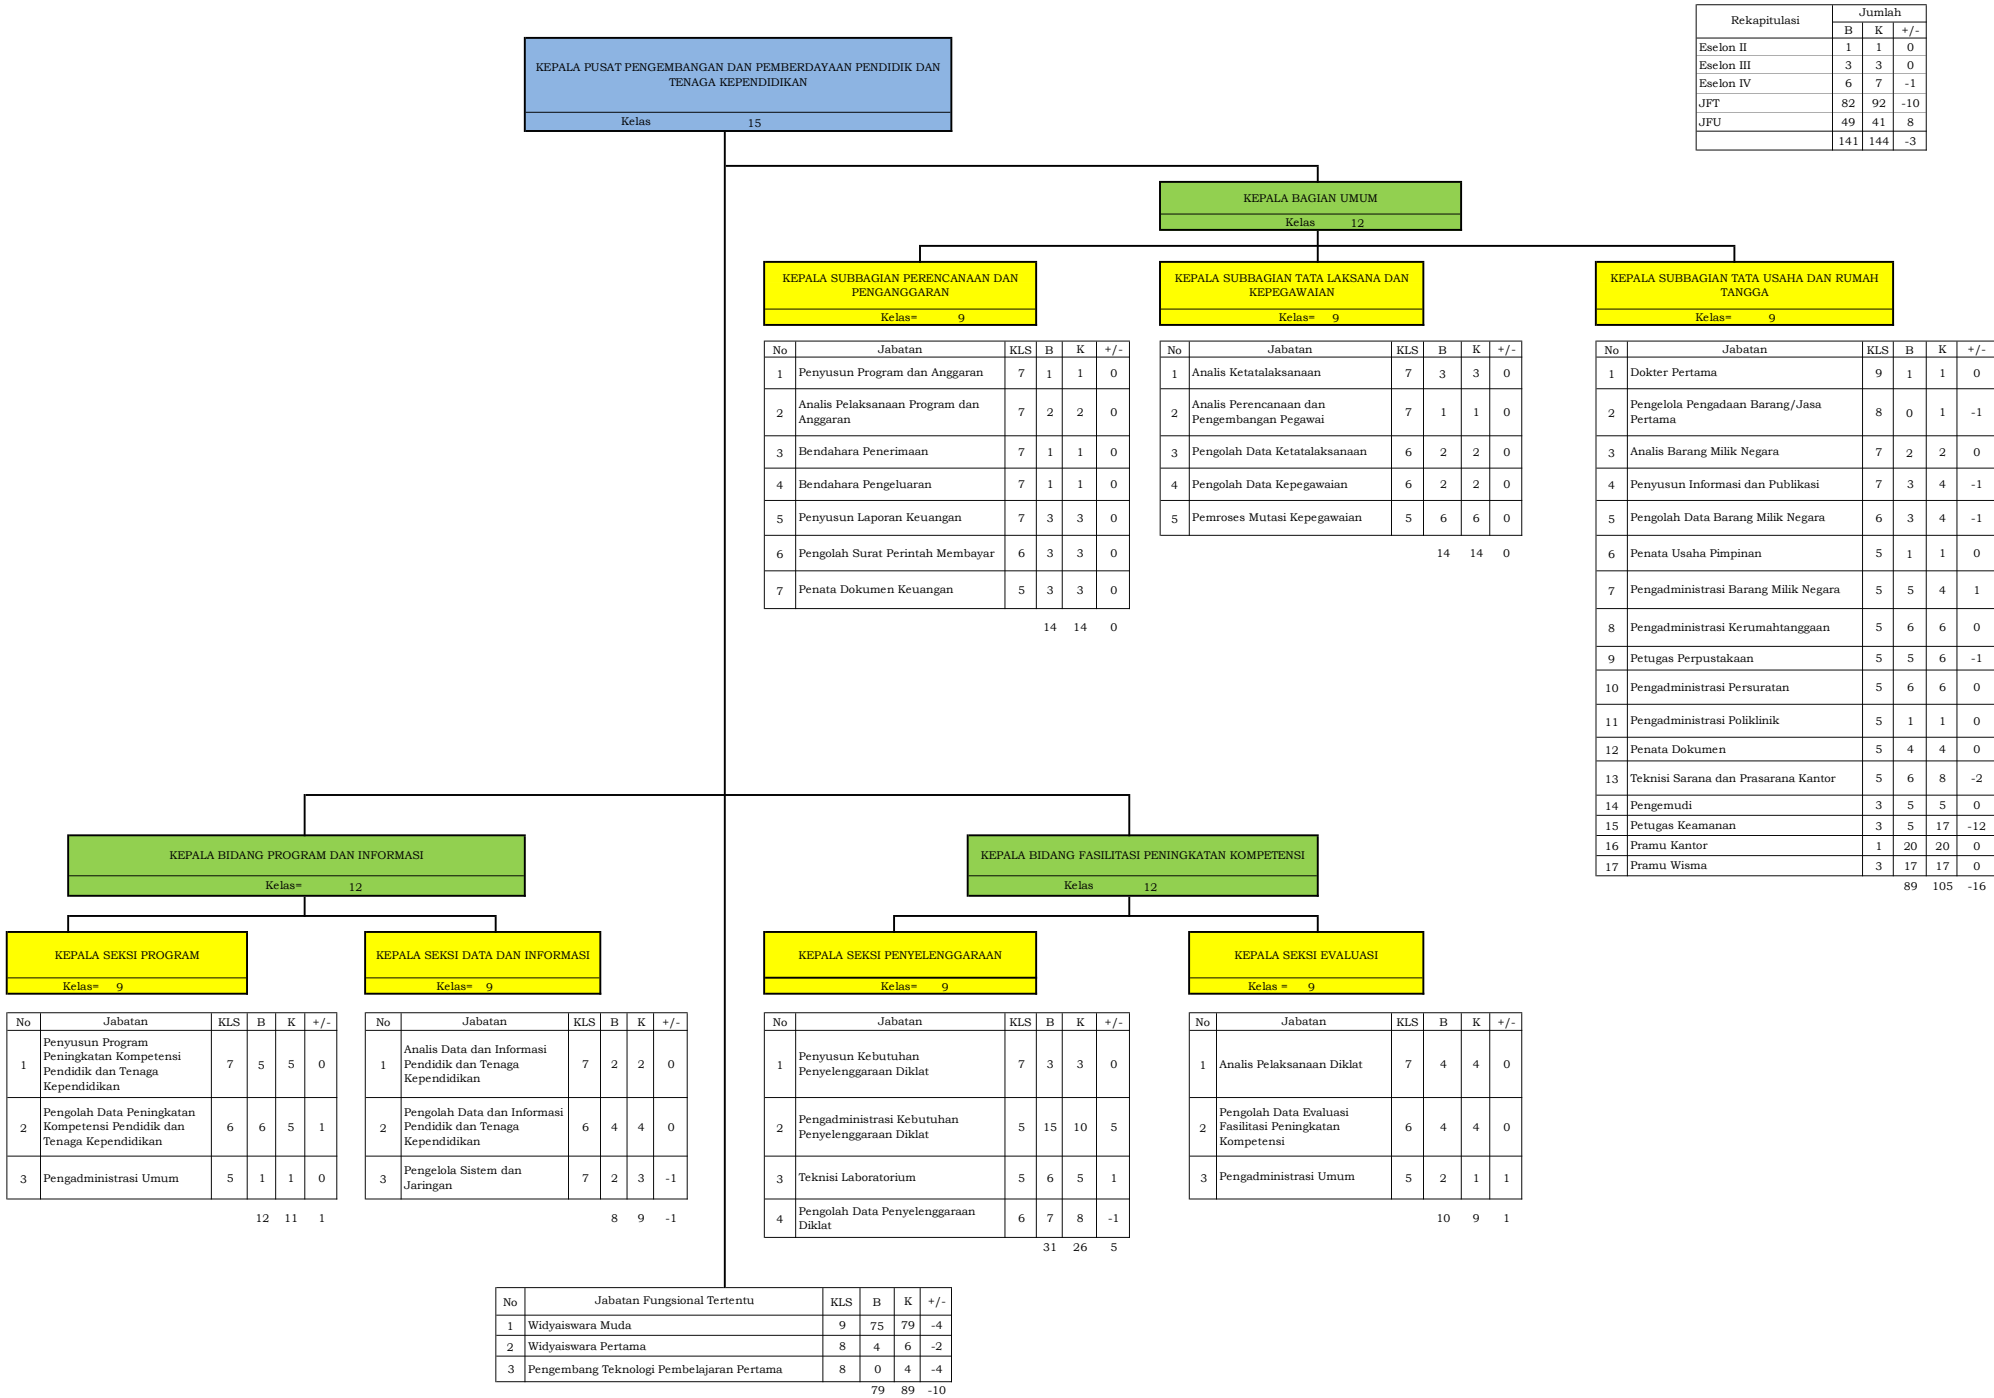 Rekapitulasi Jumlah
B K +/-
Eselon II 1 1 0
Eselon III 3 3 0
Eselon IV 6 7 -1
JFT 82 92 -10
JFU 49 41 8
141 144 -3
KEPALA PUSAT PENGEMBANGAN DAN PEMBERDAYAAN PENDIDIK DAN
TENAGA KEPENDIDIKAN
Kelas 15
KEPALA BAGIAN UMUM
Kelas 12
KEPALA SUBBAGIAN PERENCANAAN DAN
PENGANGGARAN
Kelas= 9
No Jabatan KLS B K +/-
1 Penyusun Program dan Anggaran 7 1 1 0
2 Analis Pelaksanaan Program dan
Anggaran 7 2 2 0
3 Bendahara Penerimaan 7 1 1 0
4 Bendahara Pengeluaran 7 1 1 0
5 Penyusun Laporan Keuangan 7 3 3 0
6 Pengolah Surat Perintah Membayar 6 3 3 0
7 Penata Dokumen Keuangan 5 3 3 0
14 14 0
KEPALA SUBBAGIAN TATA LAKSANA DAN
KEPEGAWAIAN
Kelas= 9
No Jabatan KLS B K +/-
1 Analis Ketatalaksanaan 7 3 3 0
2 Analis Perencanaan dan
Pengembangan Pegawai 7 1 1 0
3 Pengolah Data Ketatalaksanaan 6 2 2 0
4 Pengolah Data Kepegawaian 6 2 2 0
5 Pemroses Mutasi Kepegawaian 5 6 6 0
14 14 0
KEPALA SUBBAGIAN TATA USAHA DAN RUMAH
TANGGA
Kelas= 9
No Jabatan KLS B K +/-
1 Dokter Pertama 9 1 1 0
2 Pengelola Pengadaan Barang/Jasa
Pertama 8 0 1 -1
3 Analis Barang Milik Negara 7 2 2 0
4 Penyusun Informasi dan Publikasi 7 3 4 -1
5 Pengolah Data Barang Milik Negara 6 3 4 -1
6 Penata Usaha Pimpinan 5 1 1 0
7 Pengadministrasi Barang Milik Negara 5 5 4 1
8 Pengadministrasi Kerumahtanggaan 5 6 6 0
9 Petugas Perpustakaan 5 5 6 -1
10 Pengadministrasi Persuratan 5 6 6 0
11 Pengadministrasi Poliklinik 5 1 1 0
12 Penata Dokumen 5 4 4 0
13 Teknisi Sarana dan Prasarana Kantor 5 6 8 -2
14 Pengemudi 3 5 5 0
15 Petugas Keamanan 3 5 17 -12
16 Pramu Kantor 1 20 20 0
17 Pramu Wisma 3 17 17 0
89 105 -16
KEPALA BIDANG PROGRAM DAN INFORMASI
Kelas= 12
KEPALA BIDANG FASILITASI PENINGKATAN KOMPETENSI
Kelas 12
KEPALA SEKSI PROGRAM
Kelas= 9
No Jabatan KLS B K +/-
1 Penyusun Program
Peningkatan Kompetensi
Pendidik dan Tenaga
Kependidikan 7 5 5 0
2 Pengolah Data Peningkatan
Kompetensi Pendidik dan
Tenaga Kependidikan 6 6 5 1
3 Pengadministrasi Umum 5 1 1 0
12 11 1
KEPALA SEKSI DATA DAN INFORMASI
Kelas= 9
No Jabatan KLS B K +/-
1 Analis Data dan Informasi
Pendidik dan Tenaga
Kependidikan 7 2 2 0
2 Pengolah Data dan Informasi
Pendidik dan Tenaga
Kependidikan 6 4 4 0
3 Pengelola Sistem dan
Jaringan 7 2 3 -1
8 9 -1
KEPALA SEKSI PENYELENGGARAAN
Kelas= 9
No Jabatan KLS B K +/-
1 Penyusun Kebutuhan
Penyelenggaraan Diklat 7 3 3 0
2 Pengadministrasi Kebutuhan
Penyelenggaraan Diklat 5 15 10 5
3 Teknisi Laboratorium 5 6 5 1
4 Pengolah Data Penyelenggaraan
Diklat 6 7 8 -1
31 26 5
KEPALA SEKSI EVALUASI
Kelas = 9
No Jabatan KLS B K +/-
1 Analis Pelaksanaan Diklat 7 4 4 0
2 Pengolah Data Evaluasi
Fasilitasi Peningkatan
Kompetensi 6 4 4 0
3 Pengadministrasi Umum 5 2 1 1
10 9 1
No Jabatan Fungsional Tertentu KLS B K +/-
1 Widyaiswara Muda 9 75 79 -4
2 Widyaiswara Pertama 8 4 6 -2
3 Pengembang Teknologi Pembelajaran Pertama 8 0 4 -4
79 89 -10